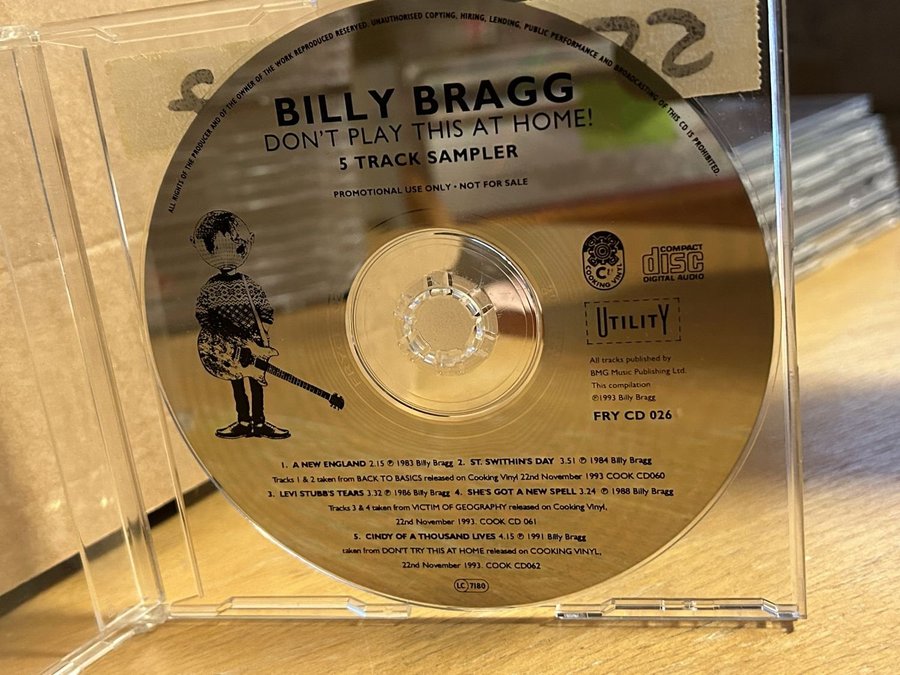 ALL RIGHTS OF THE PRODUCER AND OF THE OWNER OF THE WORK REPRODUCED RESERVED. UNAUTHORISED COPYING, HIRING, LENDING, PUBLIC PERFORMANCE AND BROADCASTING OF THIS CD IS PROHIBITED.
BILLY BRAGG
DON'T PLAY THIS AT HOME!
5 TRACK SAMPLER
PROMOTIONAL USE ONLY • NOT FOR SALE
COOKING VINYL
COMPACT
disc
DIGITAL AUDIO
UTILITY
All tracks published by
BMG Music Publishing Ltd.
This compilation
℗1993 Billy Bragg
FRY CD 026
1. A NEW ENGLAND 2.15 ℗ 1983 Billy Bragg 2. ST. SWITHIN'S DAY 3.51 ℗ 1984 Billy Bragg
Tracks 1 & 2 taken from BACK TO BASICS released on Cooking Vinyl 22nd November 1993 COOK CD060
3. LEVI STUBB'S TEARS 3.32 ℗ 1986 Billy Bragg 4. SHE'S GOT A NEW SPELL 3.24 ℗ 1988 Billy Bragg
Tracks 3 & 4 taken from VICTIM OF GEOGRAPHY released on Cooking Vinyl,
22nd November 1993. COOK CD 061
5. CINDY OF A THOUSAND LIVES 4.15 ℗ 1991 Billy Bragg
taken from DON'T TRY THIS AT HOME released on COOKING VINYL,
22nd November 1993. COOK CD062
LC 7180